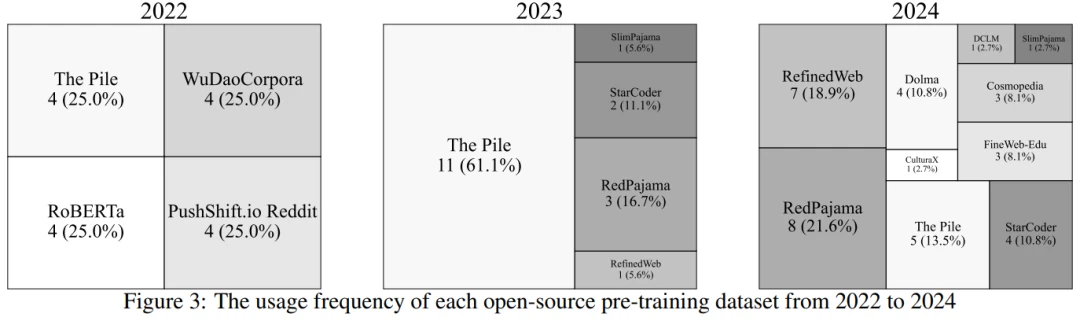 2022
The Pile
4 (25.0%)
WuDaoCorpora
4 (25.0%)
RoBERTa
4 (25.0%)
PushShift.io Reddit
4 (25.0%)
2023
The Pile
11 (61.1%)
SlimPajama
1 (5.6%)
StarCoder
2 (11.1%)
RedPajama
3 (16.7%)
RefinedWeb
1 (5.6%)
2024
RefinedWeb
7 (18.9%)
RedPajama
8 (21.6%)
Dolma
4 (10.8%)
CulturaX
1 (2.7%)
DCLM
1 (2.7%)
SlimPajama
1 (2.7%)
Cosmopedia
3 (8.1%)
FineWeb-Edu
3 (8.1%)
The Pile
5 (13.5%)
StarCoder
4 (10.8%)
Figure 3: The usage frequency of each open-source pre-training dataset from 2022 to 2024